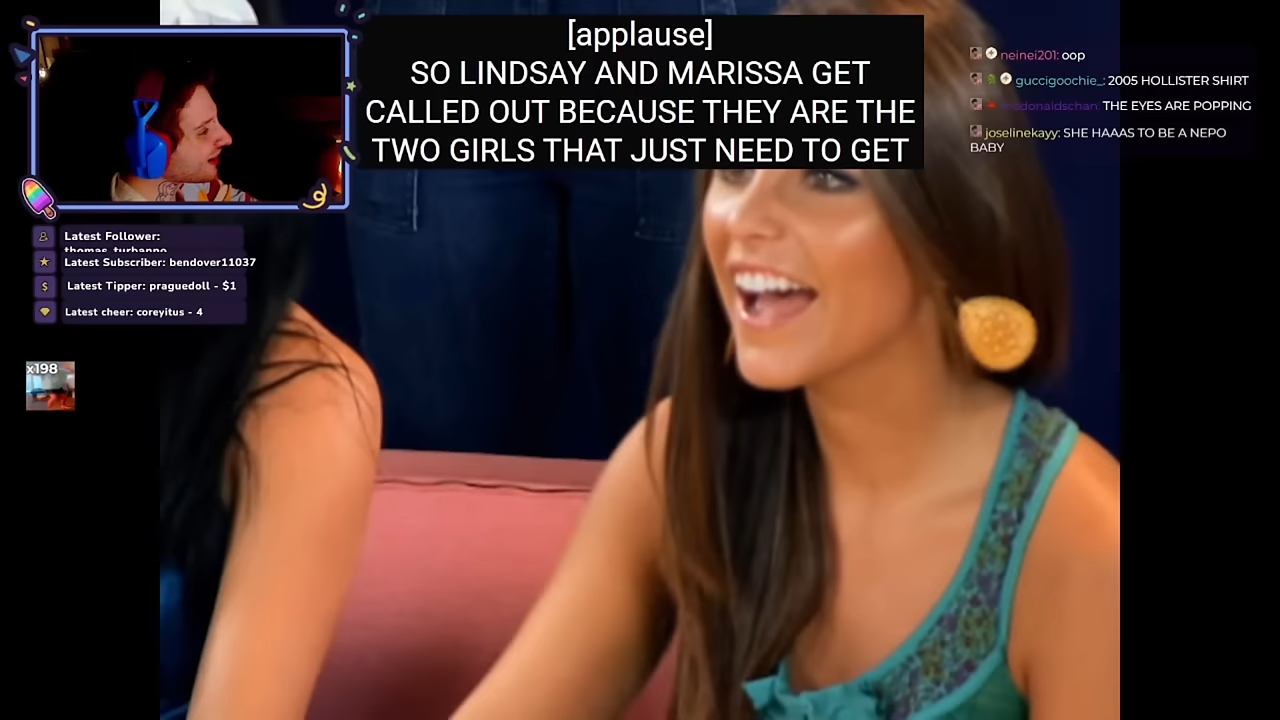 [applause]
SO LINDSAY AND MARISSA GET
CALLED OUT BECAUSE THEY ARE THE
TWO GIRLS THAT JUST NEED TO GET
neinei201: oop
guccigoochie_: 2005 HOLLISTER SHIRT
mcdonaldschan: THE EYES ARE POPPING
joselinekayy: SHE HAAAS TO BE A NEPO
BABY
Latest Follower:
Latest Subscriber: bendover11037
Latest Tipper: praguedoll - $1
Latest cheer: coreyitus - 4
x198